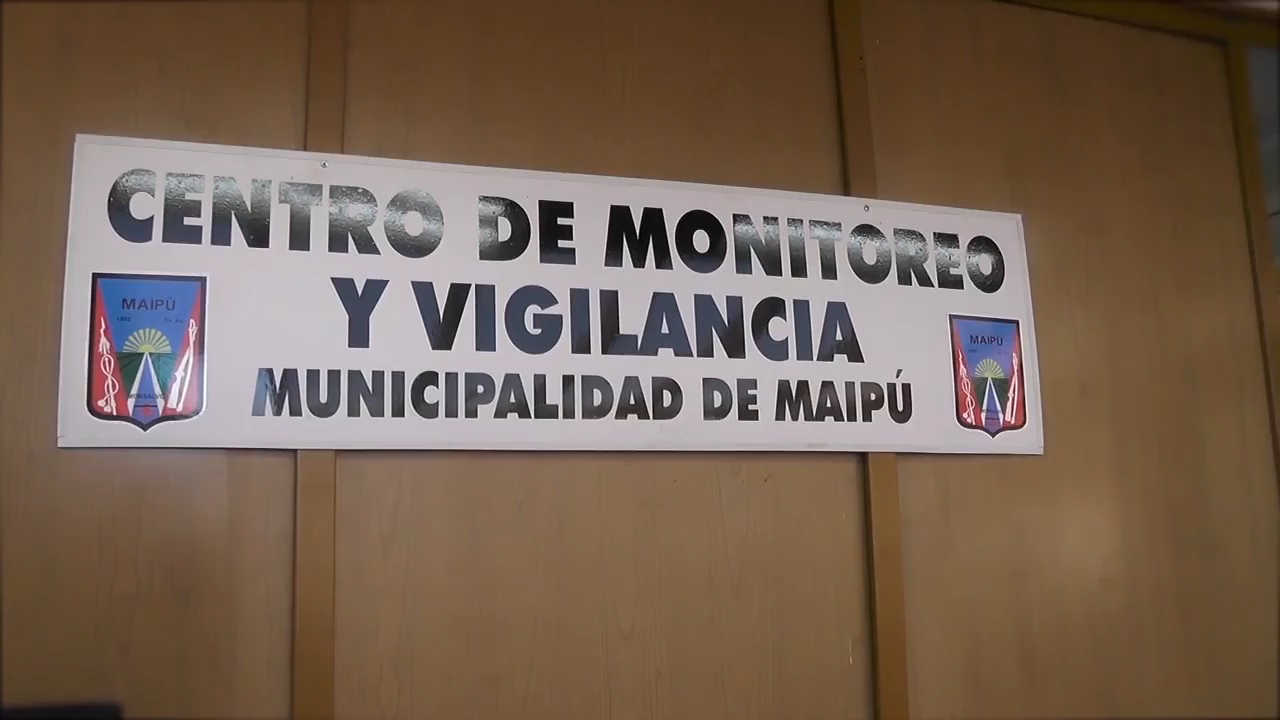 CENTRO DE MONITOREO
Y VIGILANCIA
MUNICIPALIDAD DE MAIPÚ
MAIPÚ
MAIPÚ